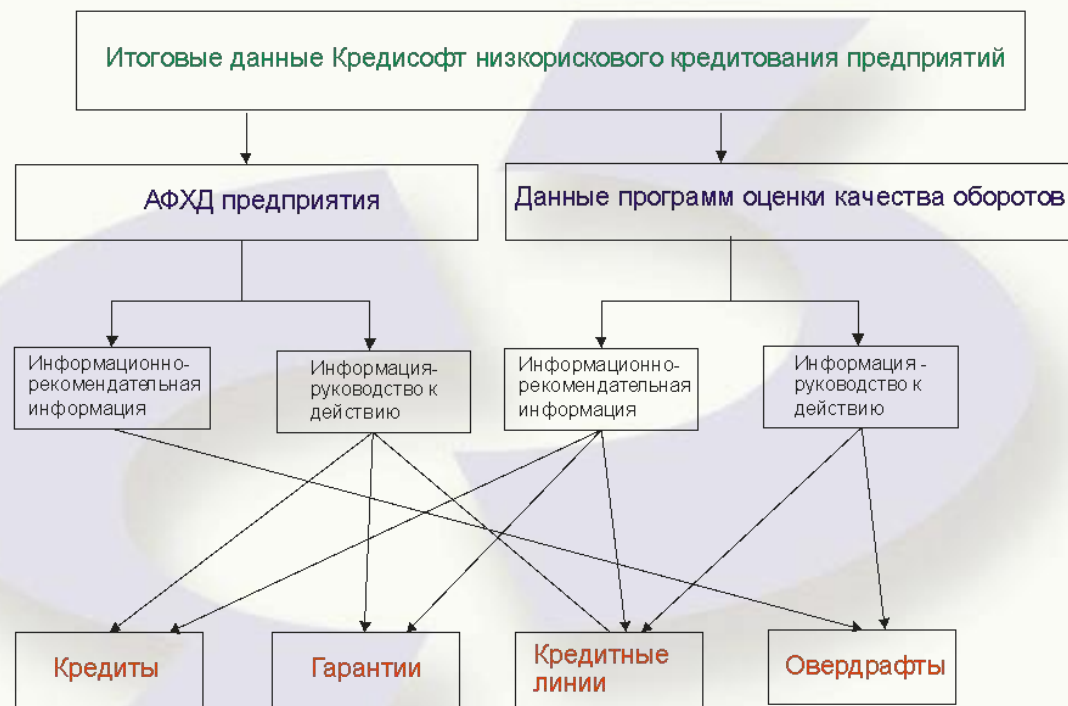 Итоговые данные Кредисофт низкорискового кредитования предприятий
АФХД предприятия
Данные программ оценки качества оборотов
Информационно-
рекомендательная
информация
Информация-
руководство к
действию
Информационно-
рекомендательная
информация
Информация -
руководство к
действию
Кредиты
Гарантии
Кредитные
линии
Овердрафты